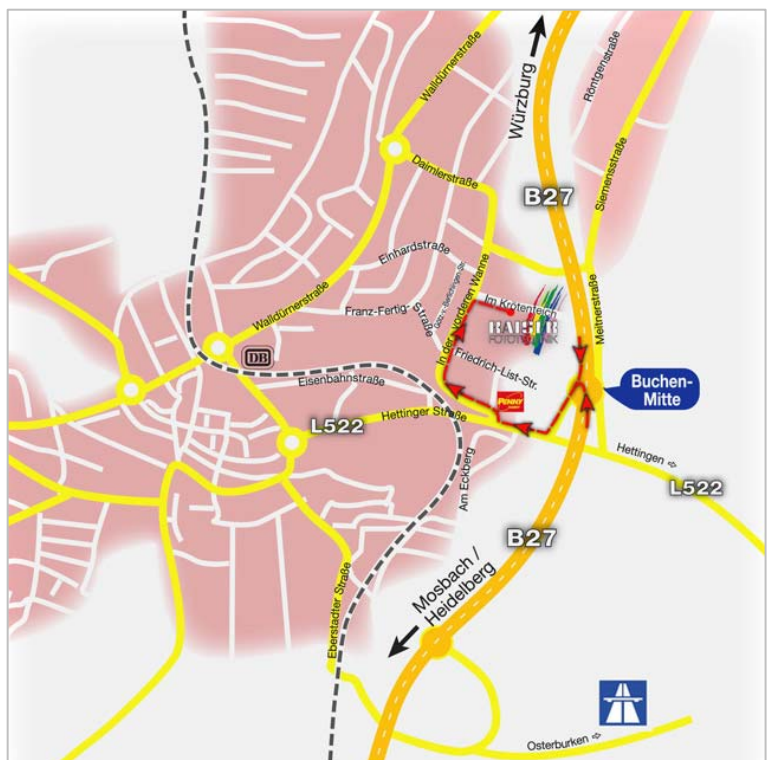 Walldürnerstraße
Würzburg
Röntgenstraße
Daimlerstraße
Siemensstraße
B27
Einhardstraße
In der Vorderen Wanne
Im Krötenteich
Franz-Fertig-
Straße
KAISER
FOTOTECHNIK
Meitnerstraße
Walldürnerstraße
DB
Friedrich-List-Str.
Eisenbahnstraße
PENNY
Buchen-
Mitte
L522
Hettinger Straße
Hettingen ⇨
L522
Am Eckberg
B27
Mosbach /
Heidelberg
Eberstadter Straße
Osterburken ⇨